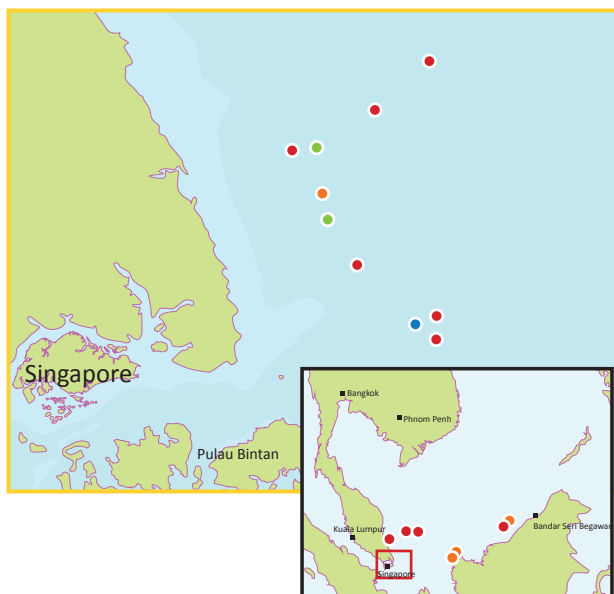 Singapore
Pulau Bintan
Bangkok
Phnom Penh
Kuala Lumpur
Bandar Seri Begawan
Singapore